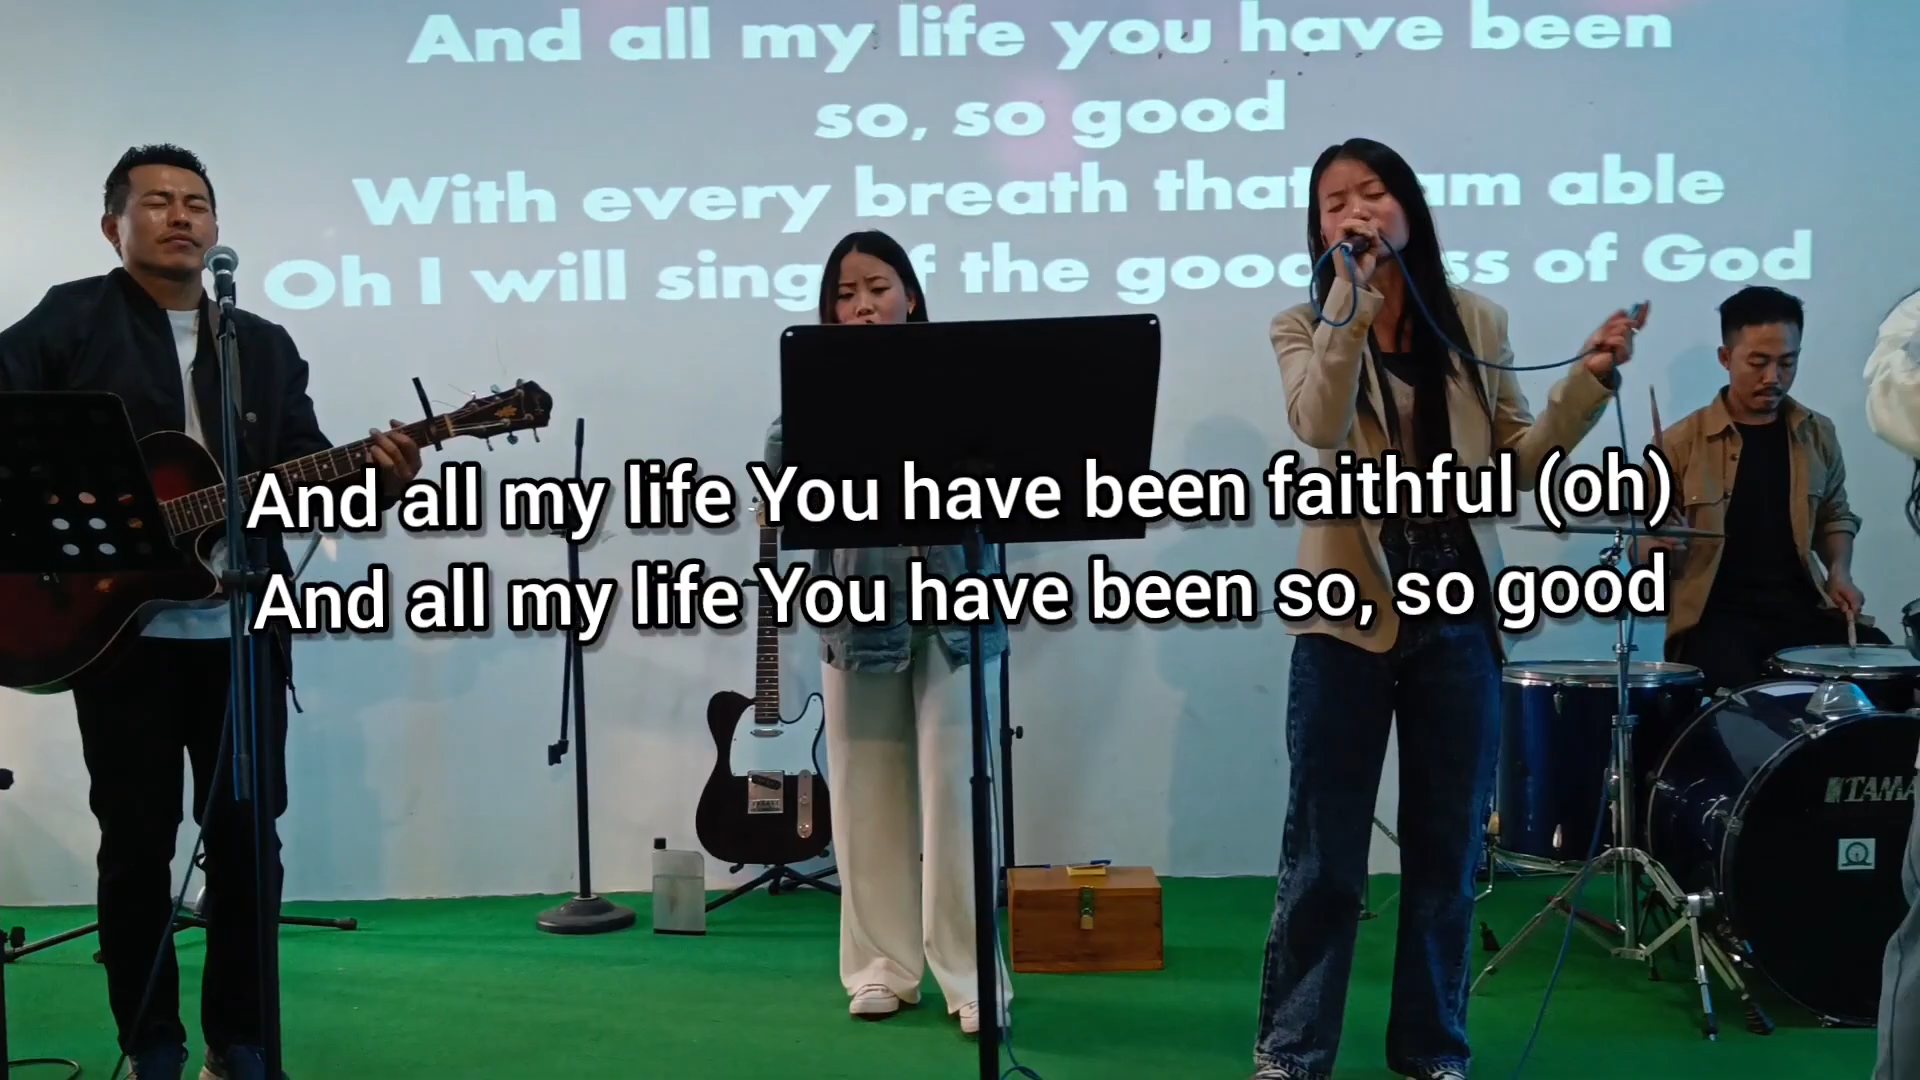 And all my life you have been
so, so good
With every breath that am able
Oh I will sing of the goo ss of God
And all my life You have been faithful (oh)
And all my life You have been so, so good
TAMA